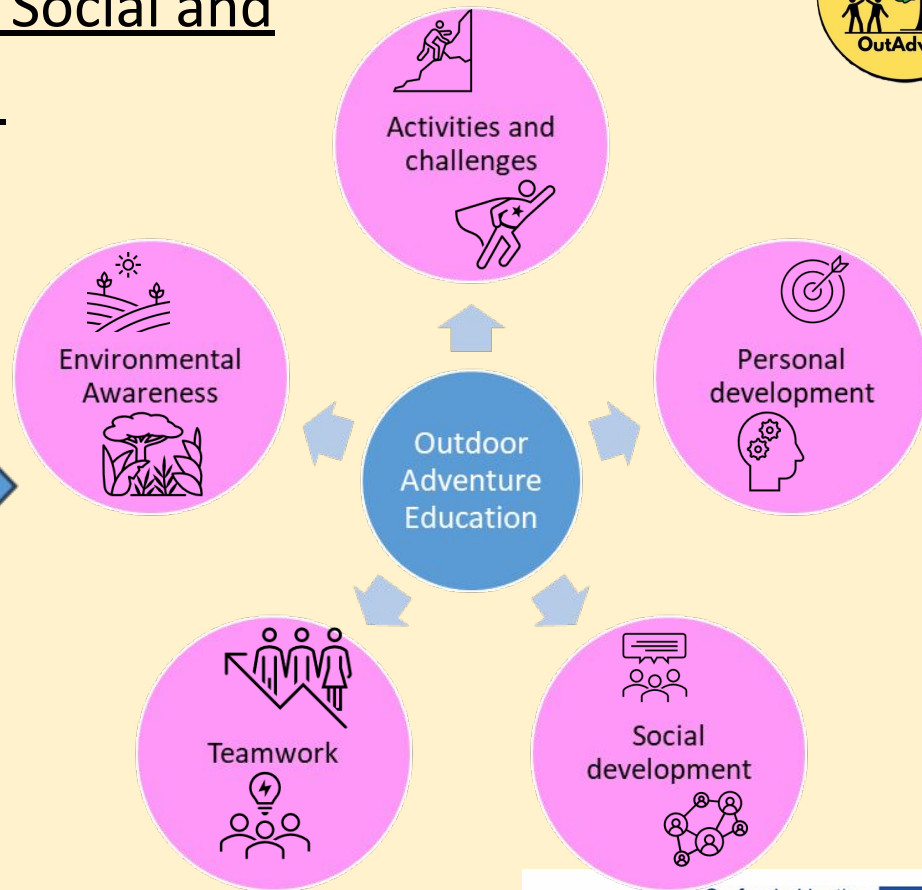 Social and
OutAdv
Activities and
challenges
Environmental
Awareness
Personal
development
Outdoor
Adventure
Education
Teamwork
Social
development